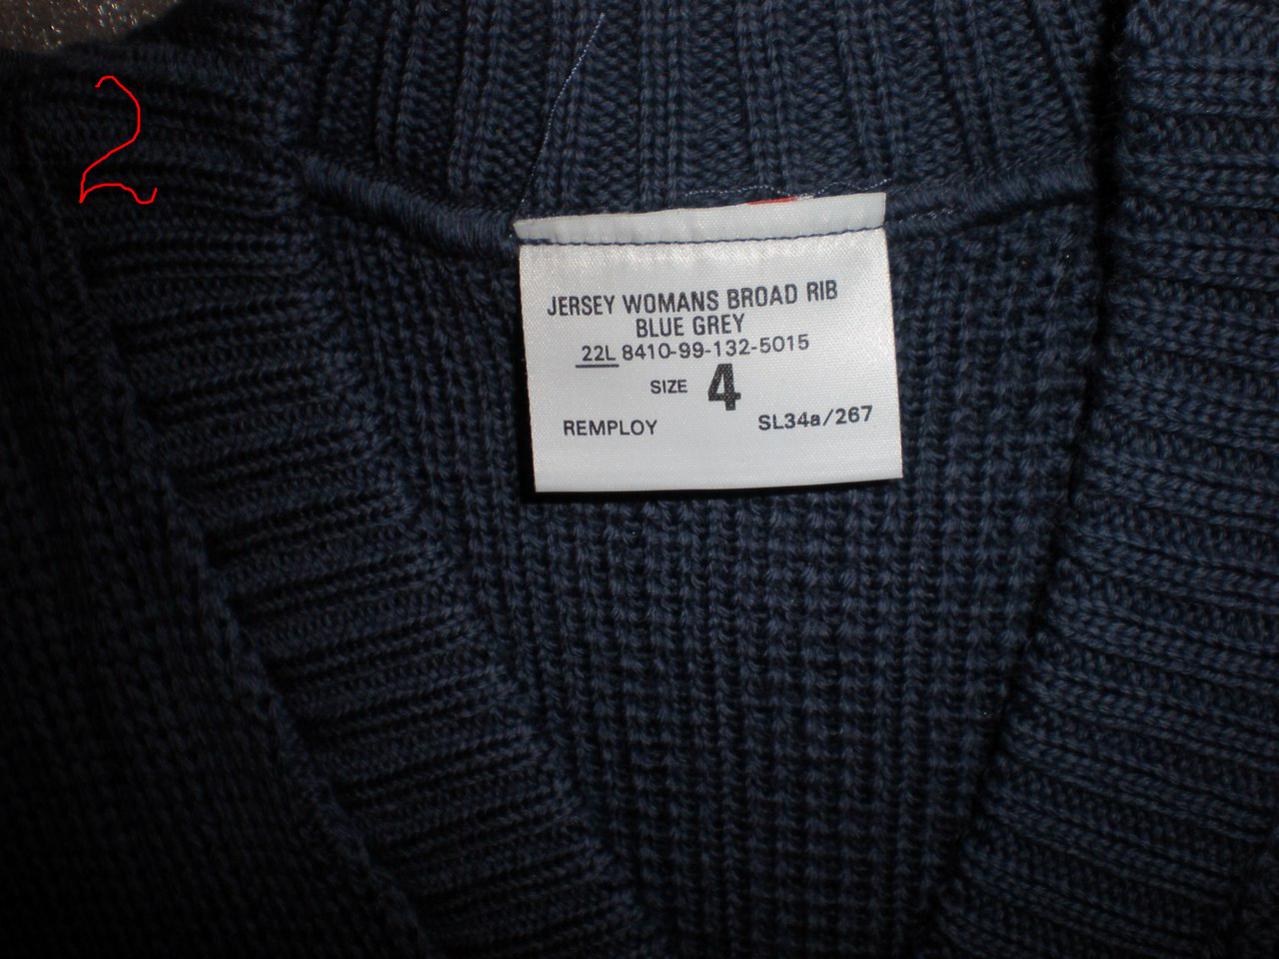 2
JERSEY WOMANS BROAD RIB
BLUE GREY
22L 8410-99-132-5015
SIZE 4
REMPLOY SL34a/267